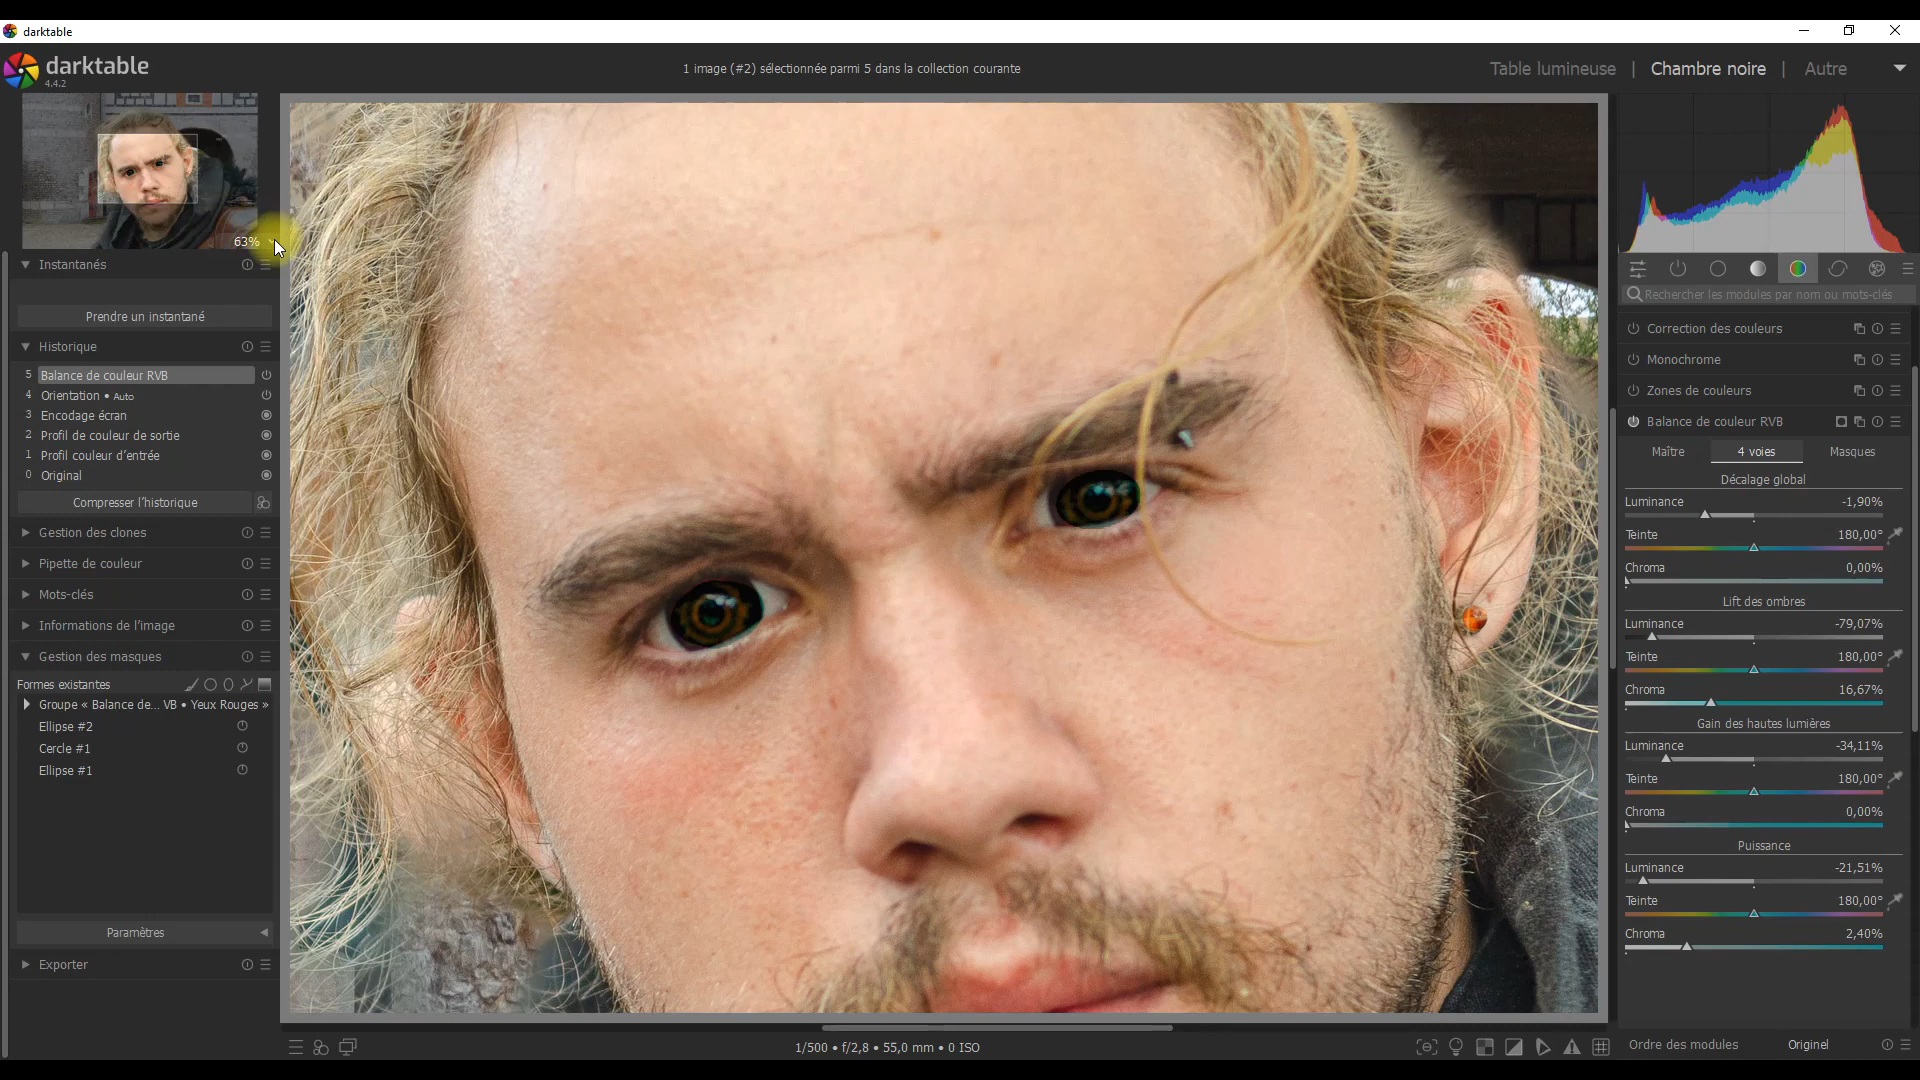 darktable
darktable
4.4.2
1 image (#2) sélectionnée parmi 5 dans la collection courante
Table lumineuse | Chambre noire | Autre
63%
Instantanés
Prendre un instantané
Historique
5 Balance de couleur RVB
4 Orientation • Auto
3 Encodage écran
2 Profil de couleur de sortie
1 Profil couleur d'entrée
0 Original
Compresser l'historique
Gestion des clones
Pipette de couleur
Mots-clés
Informations de l'image
Gestion des masques
Formes existantes
Groupe « Balance de... VB • Yeux Rouges »
Ellipse #2
Cercle #1
Ellipse #1
Paramètres
Exporter
1/500 • f/2,8 • 55,0 mm • 0 ISO
Rechercher les modules par nom ou mots-clés
Correction des couleurs
Monochrome
Zones de couleurs
Balance de couleur RVB
Maître 4 voies Masques
Décalage global
Luminance -1,90%
Teinte 180,00°
Chroma 0,00%
Lift des ombres
Luminance -79,07%
Teinte 180,00°
Chroma 16,67%
Gain des hautes lumières
Luminance -34,11%
Teinte 180,00°
Chroma 0,00%
Puissance
Luminance -21,51%
Teinte 180,00°
Chroma 2,40%
Ordre des modules Originel